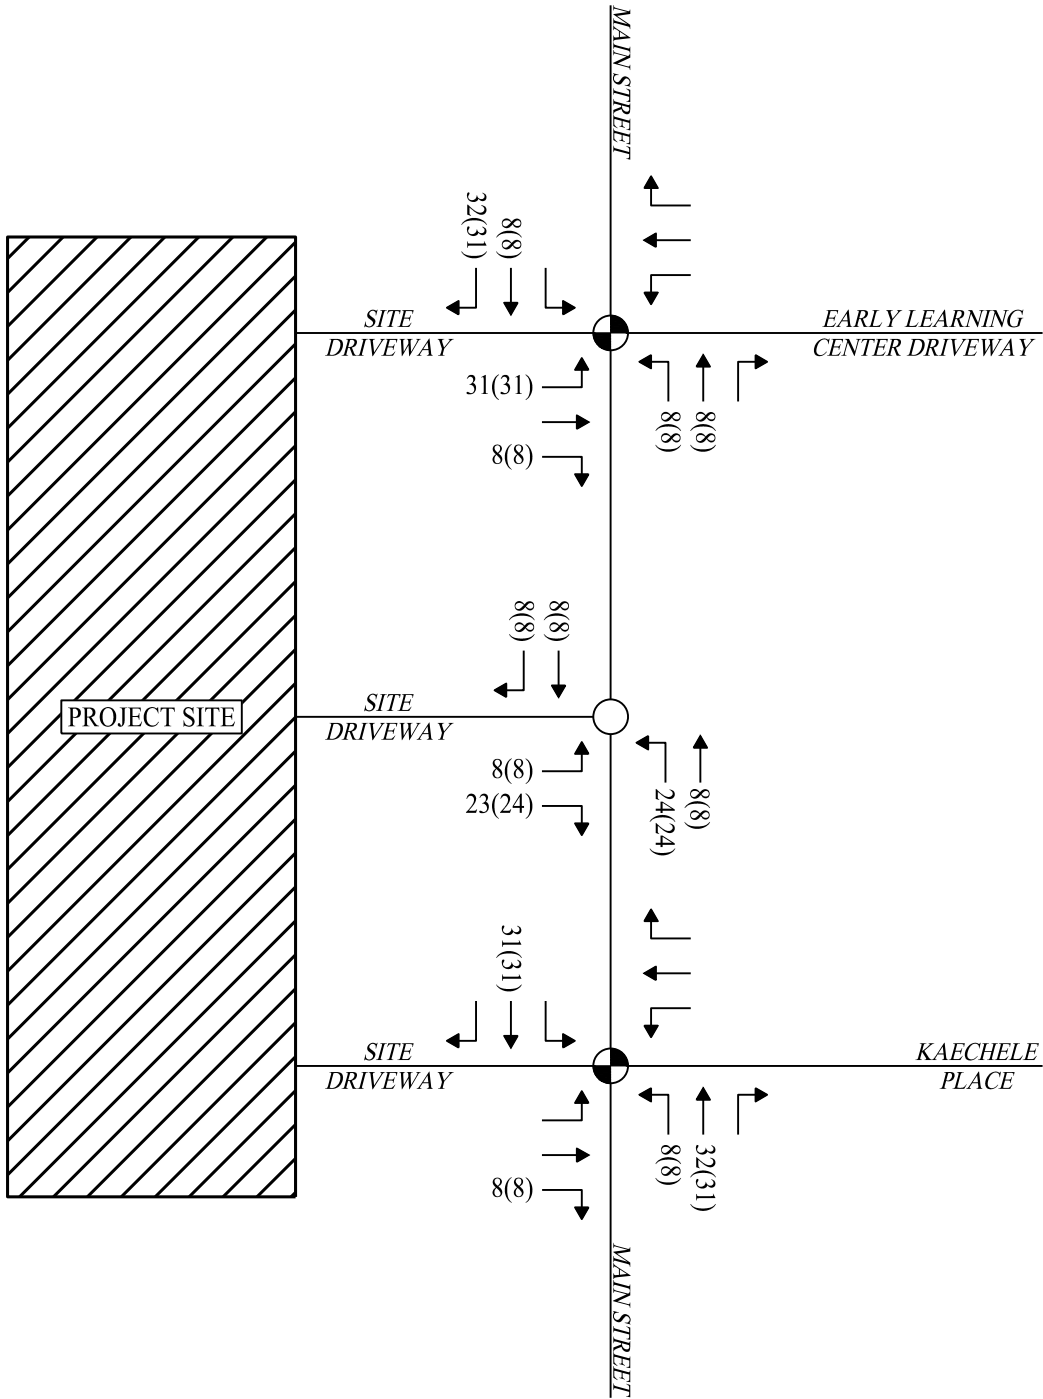 MAIN STREET
32(31)
8(8)
SITE
DRIVEWAY
EARLY LEARNING
CENTER DRIVEWAY
31(31)
8(8)
8(8)
8(8)
8(8)
8(8)
PROJECT SITE
SITE
DRIVEWAY
8(8)
23(24)
24(24)
8(8)
31(31)
SITE
DRIVEWAY
KAECHELE
PLACE
8(8)
8(8)
32(31)
MAIN STREET